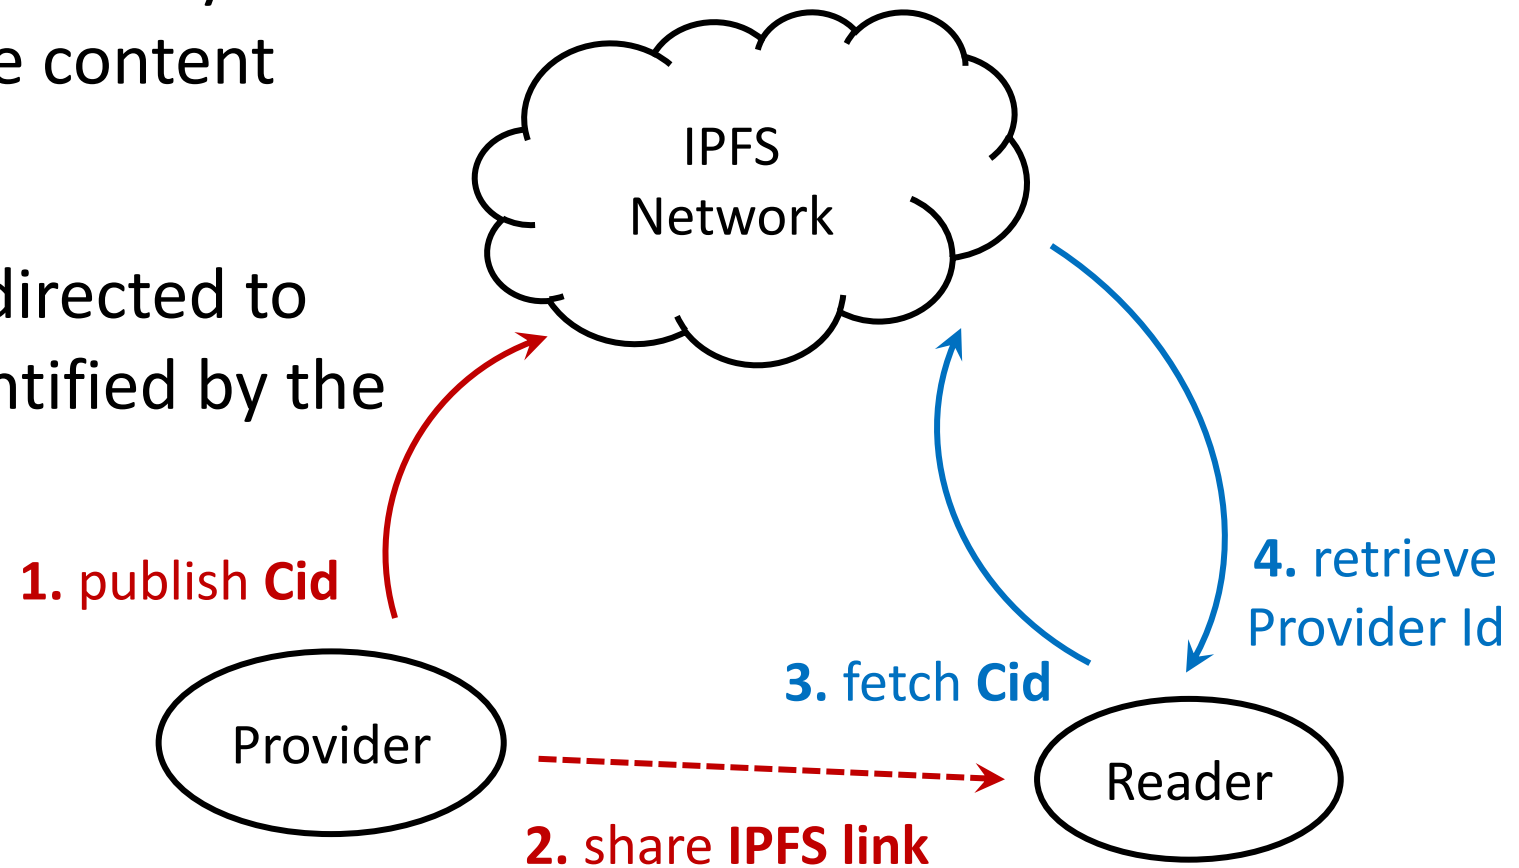 e content
directed to
ntified by the
IPFS
Network
1. publish Cid
4. retrieve
Provider Id
3. fetch Cid
Provider
Reader
2. share IPFS link